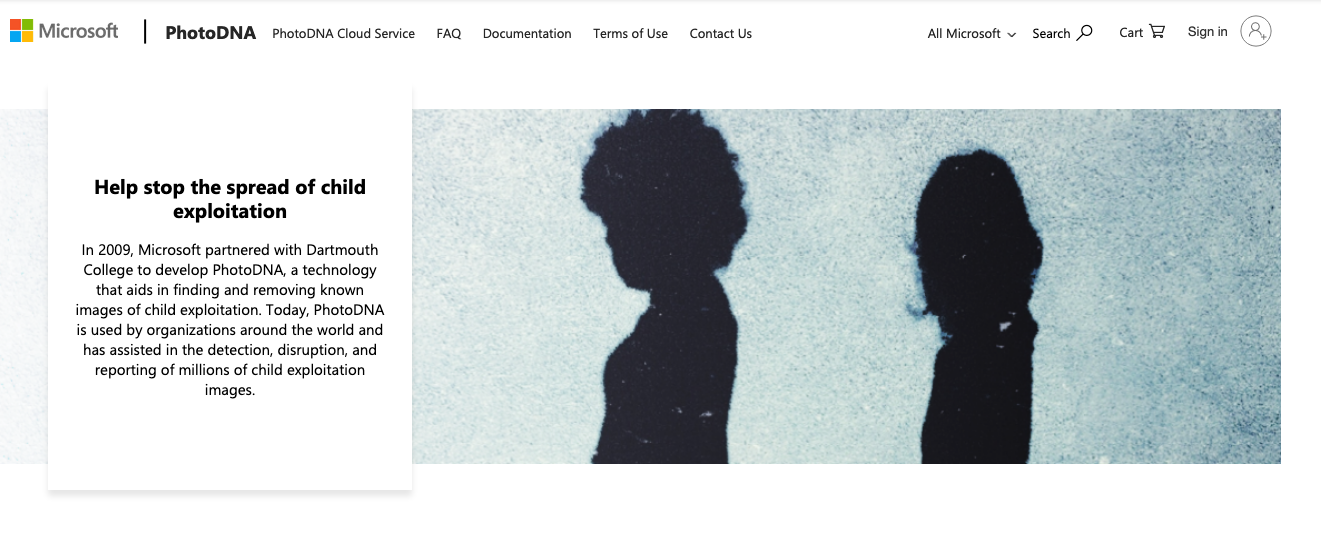 Microsoft PhotoDNA PhotoDNA Cloud Service FAQ Documentation Terms of Use Contact Us All Microsoft Search Cart Sign in
Help stop the spread of child
exploitation
In 2009, Microsoft partnered with Dartmouth
College to develop PhotoDNA, a technology
that aids in finding and removing known
images of child exploitation. Today, PhotoDNA
is used by organizations around the world and
has assisted in the detection, disruption, and
reporting of millions of child exploitation
images.